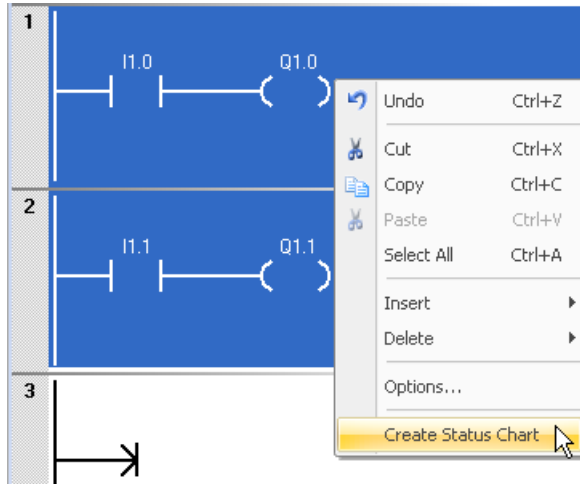 1
I1.0 Q1.0
Undo Ctrl+Z
Cut Ctrl+X
Copy Ctrl+C
2
Paste Ctrl+V
I1.1 Q1.1
Select All Ctrl+A
Insert
Delete
3
Options...
Create Status Chart